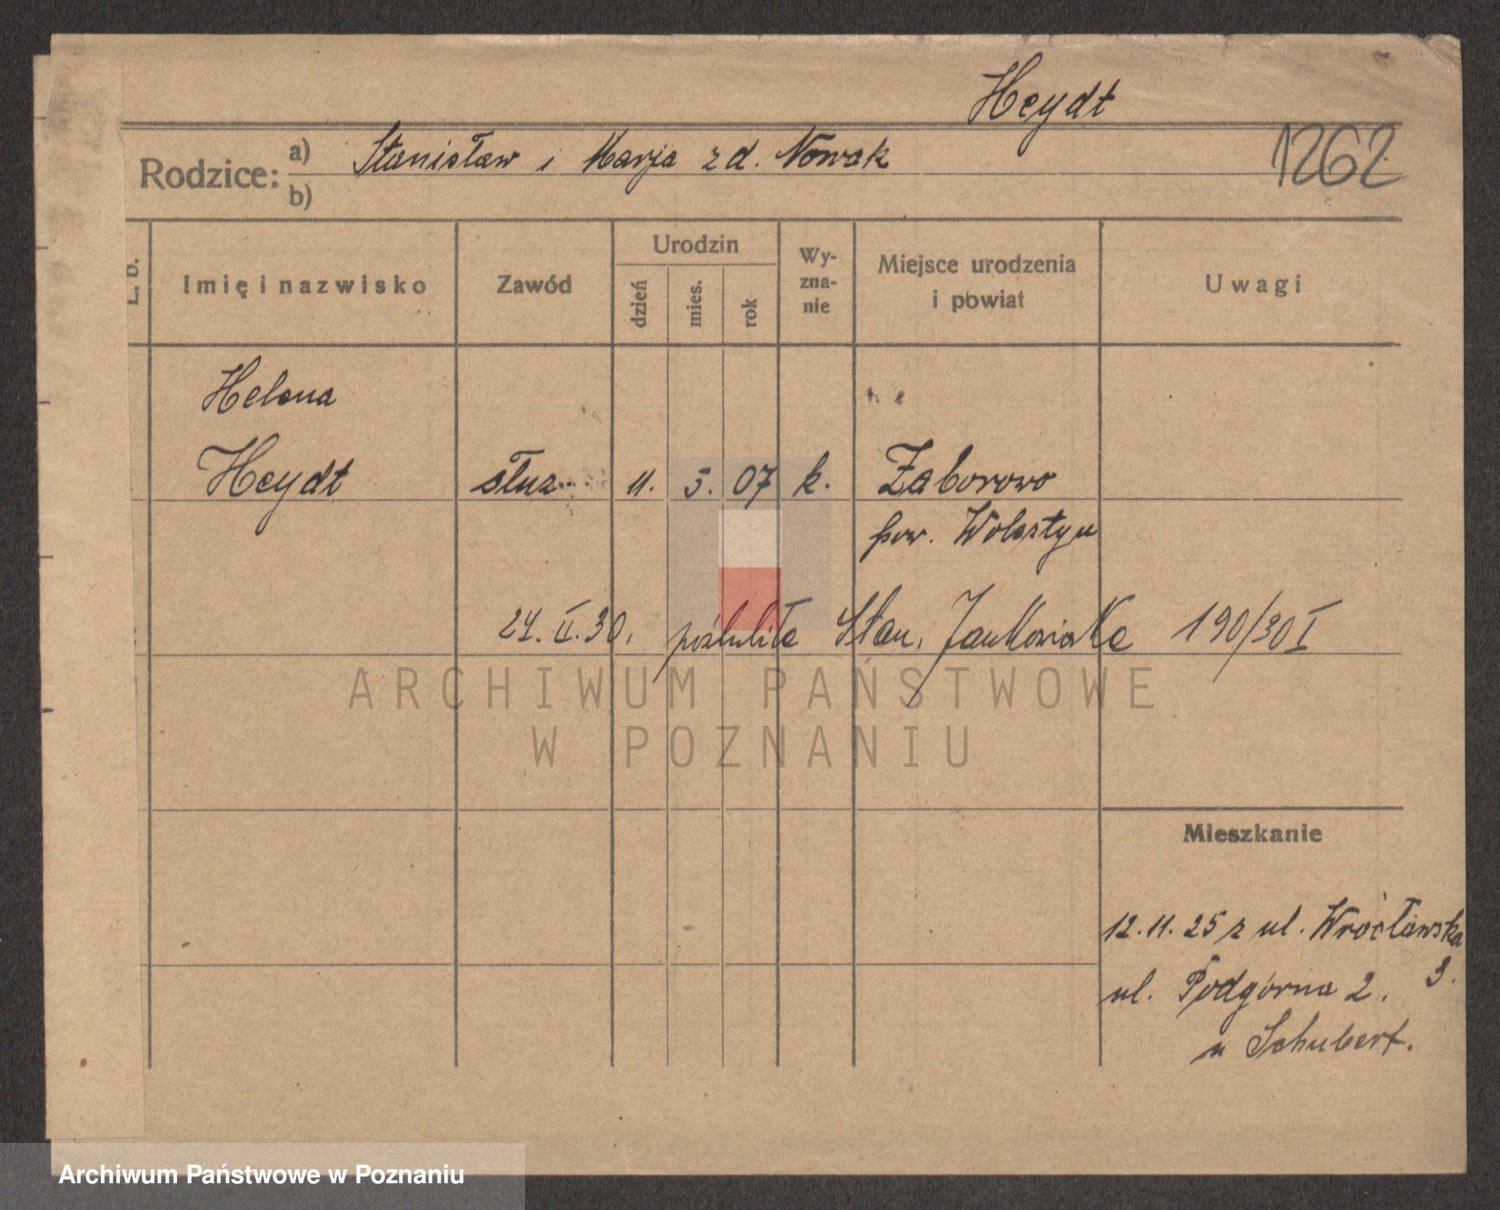 Heydt
1262
Rodzice: a) Stanisław i Marja zd. Nowak
b)
L. b.
Imię i nazwisko
Zawód
Urodzin
dzień
mies.
rok
Wy-
zna-
nie
Miejsce urodzenia
i powiat
Uwagi
Helena
Heydt służ. 11. 5. 07 k. Zaborowo
pow. Wolsztyn
24. II. 30. poślubiła Stan. Jankowiaka 190/30 I
ARCHIWUM PAŃSTWOWE
W POZNANIU
Mieszkanie
12. 11. 25 z ul. Wrocławska
3.
ul. Podgórna 2.
u Schubert.
Archiwum Państwowe w Poznaniu